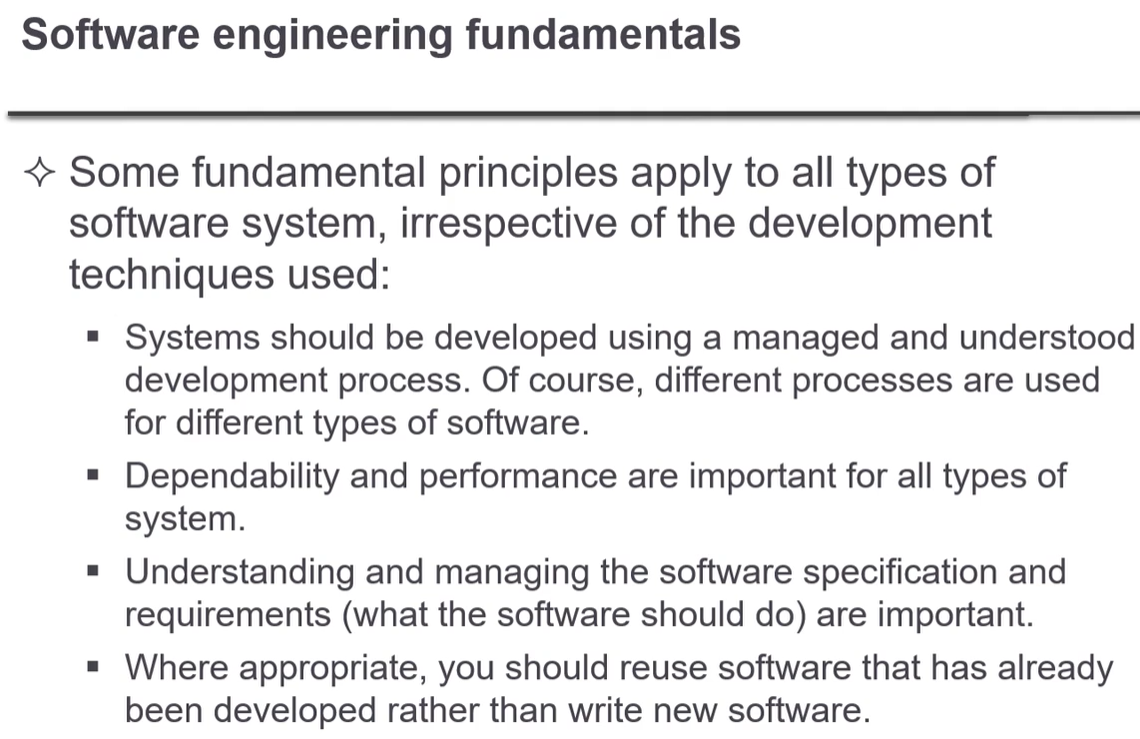 Software engineering fundamentals
✧ Some fundamental principles apply to all types of
software system, irrespective of the development
techniques used:
▪ Systems should be developed using a managed and understood
development process. Of course, different processes are used
for different types of software.
▪ Dependability and performance are important for all types of
system.
▪ Understanding and managing the software specification and
requirements (what the software should do) are important.
▪ Where appropriate, you should reuse software that has already
been developed rather than write new software.